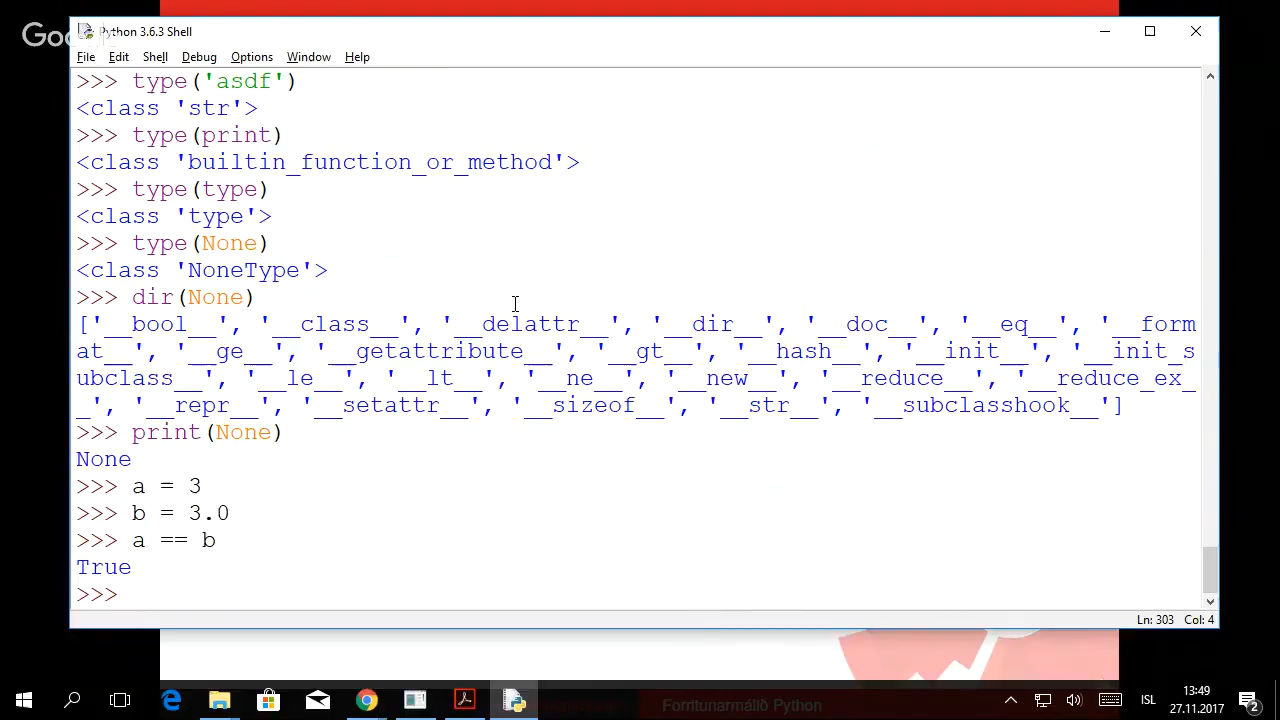 Python 3.6.3 Shell
File Edit Shell Debug Options Window Help
>>> type('asdf')
<class 'str'>
>>> type(print)
<class 'builtin_function_or_method'>
>>> type(type)
<class 'type'>
>>> type(None)
<class 'NoneType'>
>>> dir(None)
['__bool__', '__class__', '__delattr__', '__dir__', '__doc__', '__eq__', '__form
at__', '__ge__', '__getattribute__', '__gt__', '__hash__', '__init__', '__init_s
ubclass__', '__le__', '__lt__', '__ne__', '__new__', '__reduce__', '__reduce_ex_
_', '__repr__', '__setattr__', '__sizeof__', '__str__', '__subclasshook__']
>>> print(None)
None
>>> a = 3
>>> b = 3.0
>>> a == b
True
>>>
Ln: 303 Col: 4
Forritunarmálið Python
ISL
13:49
27.11.2017
2